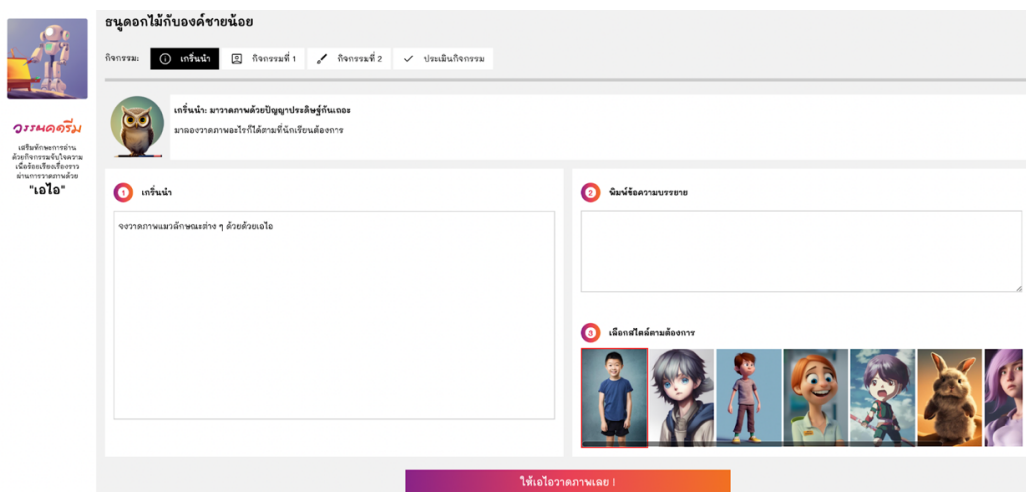 ธนูดอกไม้กับองค์ชายน้อย
กิจกรรม: เกริ่นนำ กิจกรรมที่ 1 กิจกรรมที่ 2 ประเมินกิจกรรม
เกริ่นนำ: มาวาดภาพด้วยปัญญาประดิษฐ์กันเถอะ
มาลองวาดภาพอะไรก็ได้ตามที่นักเรียนต้องการ
วรรณคดรีม
เสริมทักษะการอ่าน
ด้วยกิจกรรมจับใจความ
เพื่อร้อยเรียงเรื่องราว
ผ่านการวาดภาพด้วย
"เอไอ"
1 เกริ่นนำ
จงวาดภาพแมวลักษณะต่าง ๆ ด้วยด้วยเอไอ
2 พิมพ์ข้อความบรรยาย
3 เลือกสไตล์ตามต้องการ
ให้เอไอวาดภาพเลย !